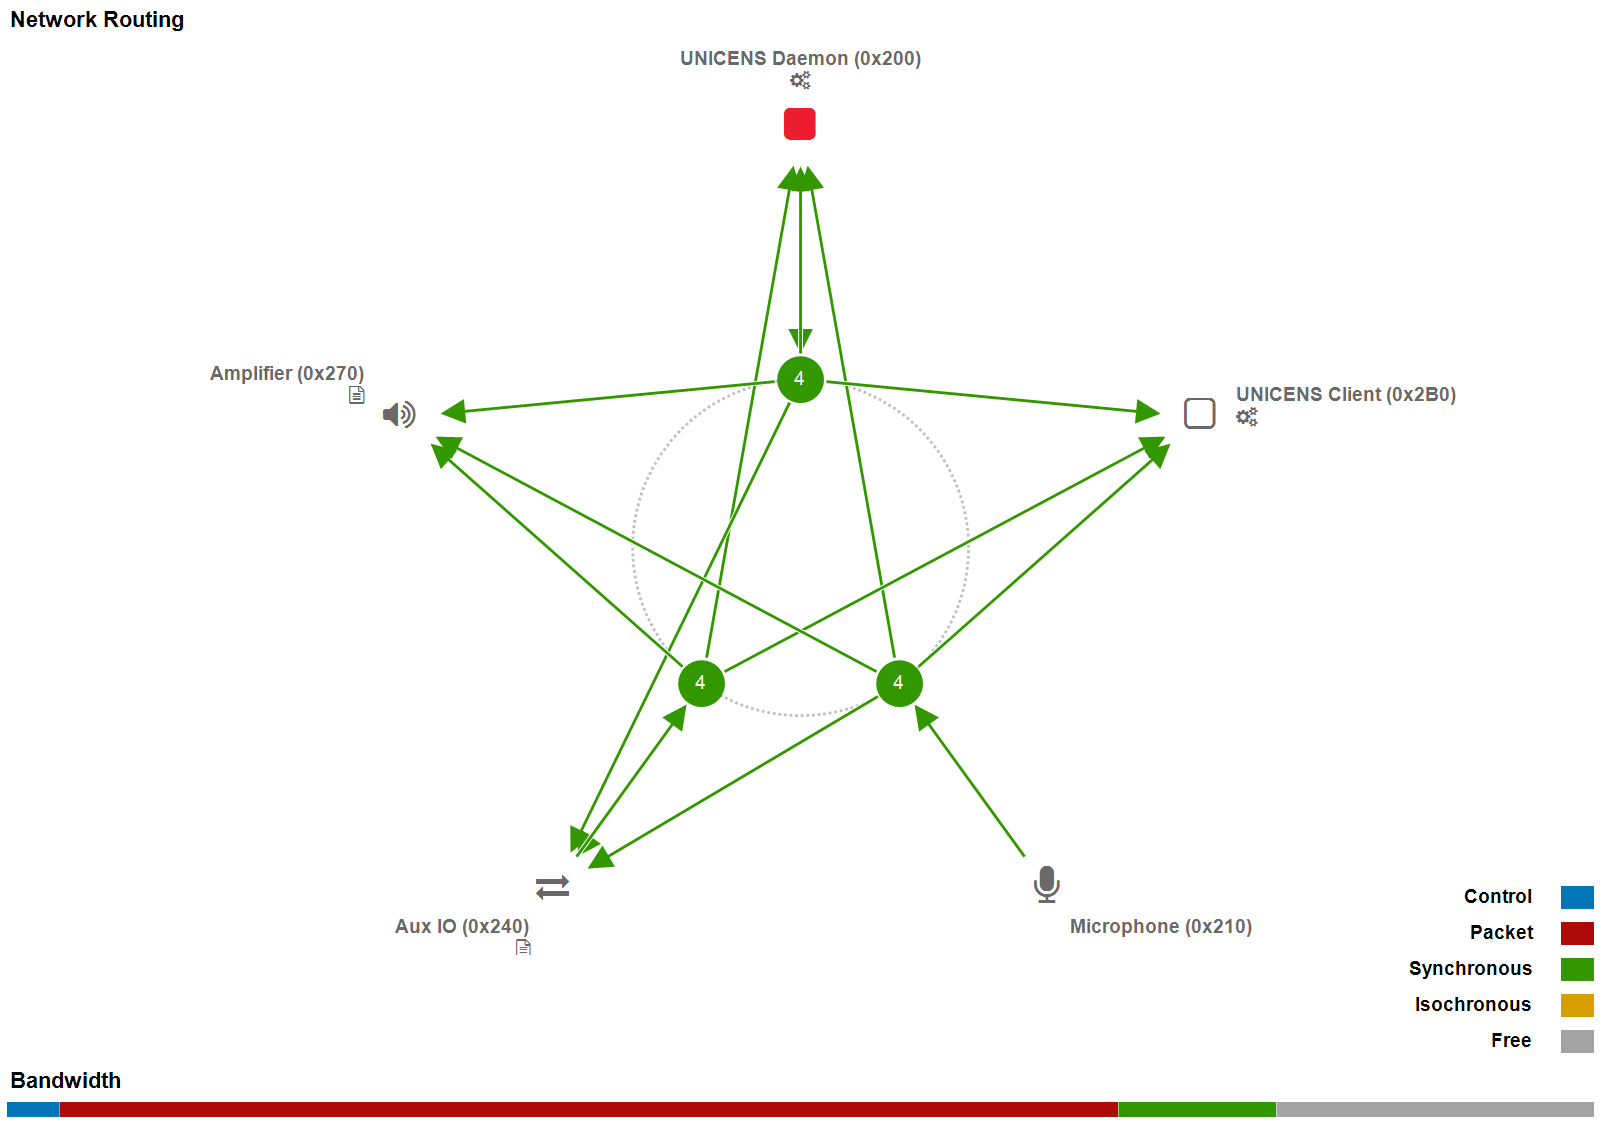 Network Routing
UNICENS Daemon (0x200)
Amplifier (0x270)
4
UNICENS Client (0x2B0)
4
4
Aux IO (0x240)
Microphone (0x210)
Control
Packet
Synchronous
Isochronous
Free
Bandwidth